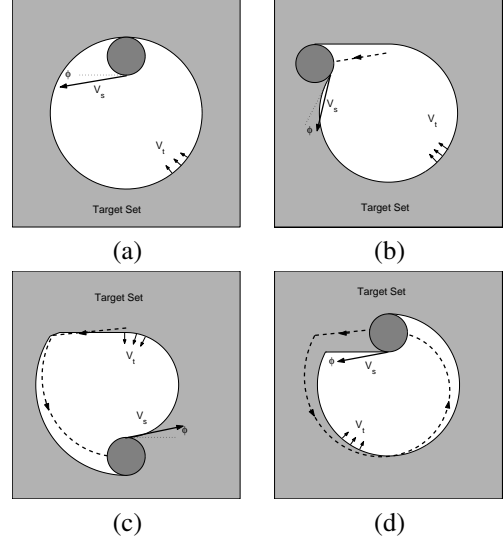 ϕ
V_s
V_t
Target Set
(a)
V_s
ϕ
V_t
Target Set
(b)
Target Set
V_t
V_s
ϕ
(c)
Target Set
ϕ
V_s
V_t
(d)